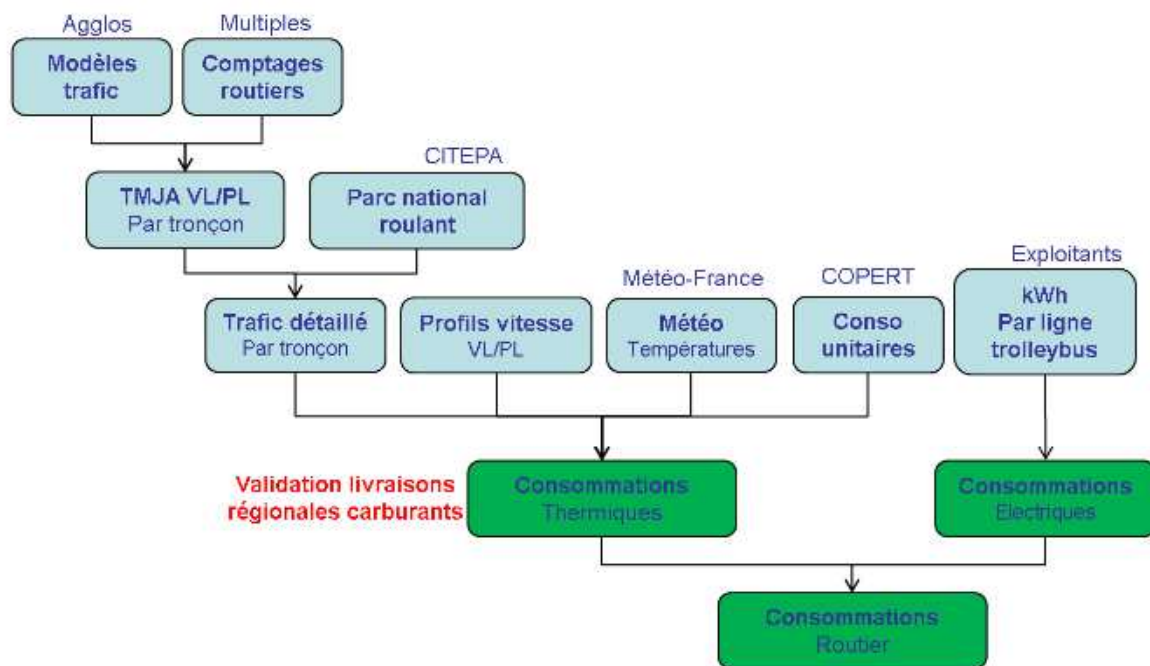 Agglos
Multiples
Modèles
trafic
Comptages
routiers
CITEPA
TMJA VL/PL
Par tronçon
Parc national
roulant
Météo-France
COPERT
Exploitants
Trafic détaillé
Par tronçon
Profils vitesse
VL/PL
Météo
Températures
Conso
unitaires
kWh
Par ligne
trolleybus
Validation livraisons
régionales carburants
Consommations
Thermiques
Consommations
Electriques
Consommations
Routier